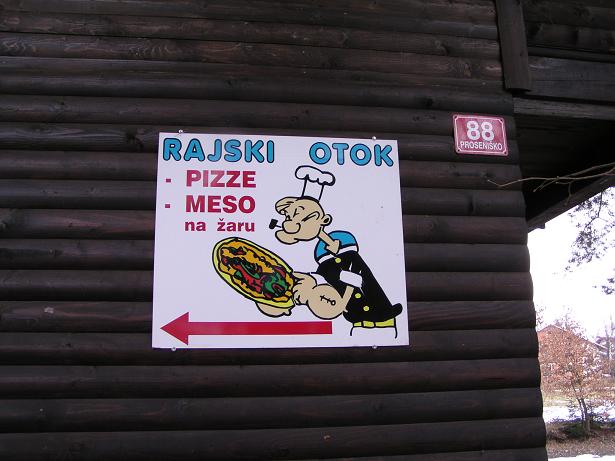 RAJSKI OTOK
- PIZZE
- MESO
na žaru
88
PROSENIŠKO